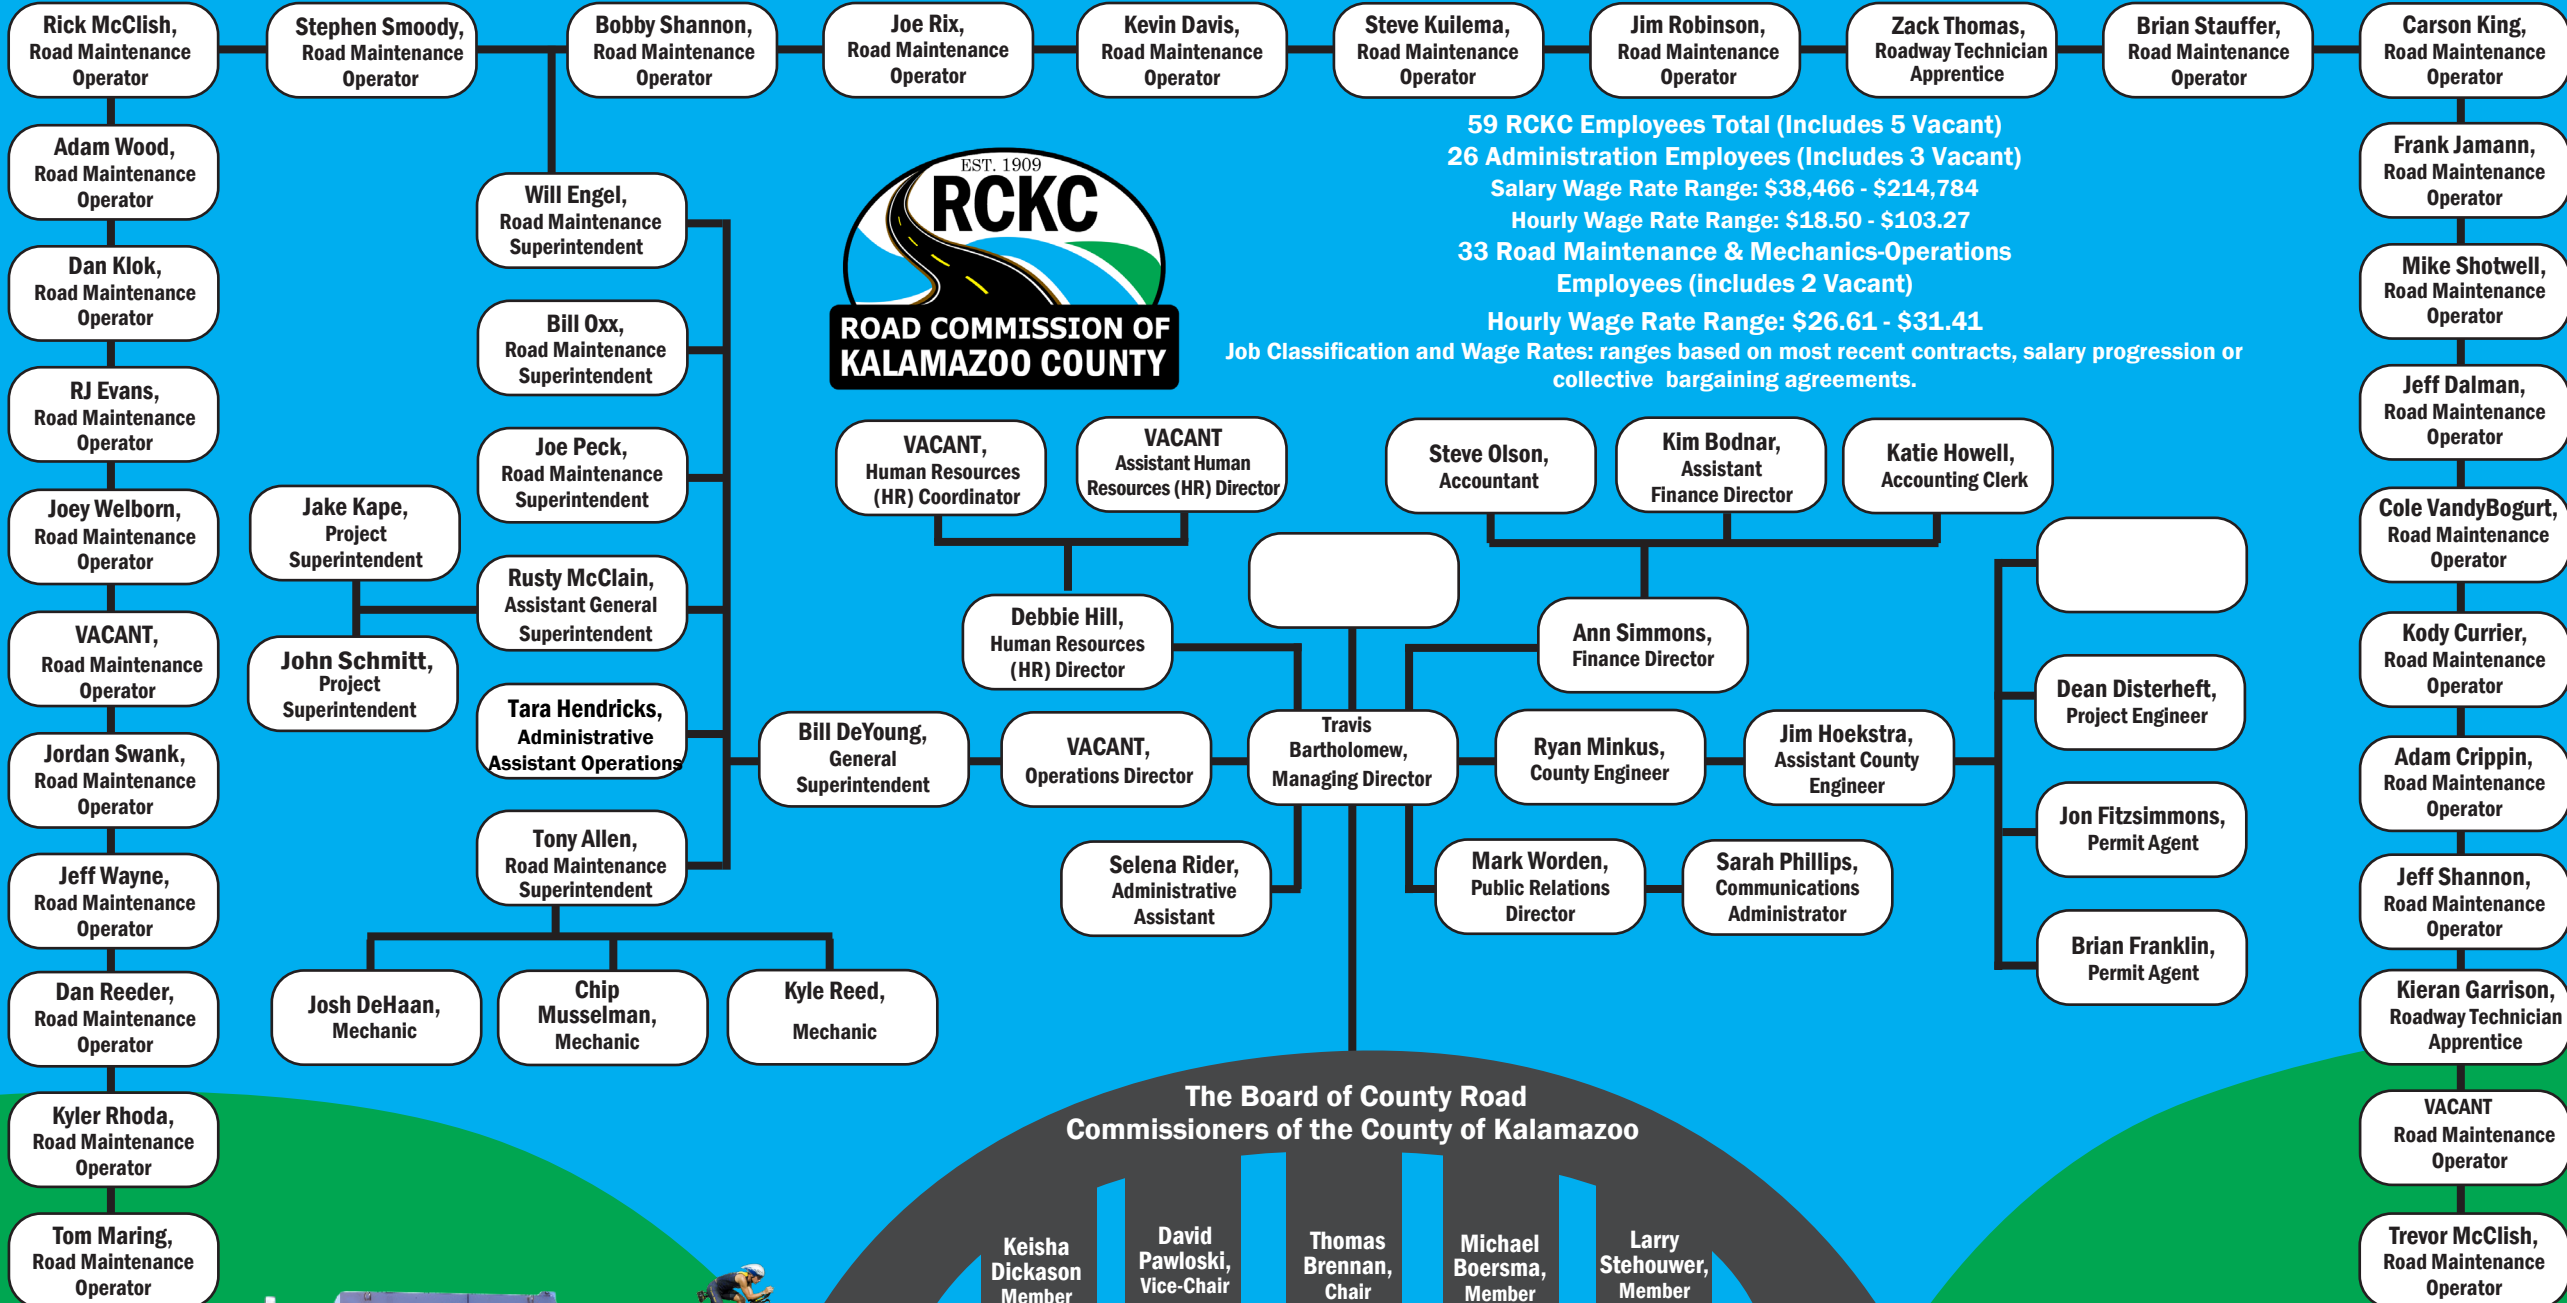 Rick McClish,
Road Maintenance
Operator
Stephen Smoody,
Road Maintenance
Operator
Bobby Shannon,
Road Maintenance
Operator
Joe Rix,
Road Maintenance
Operator
Kevin Davis,
Road Maintenance
Operator
Steve Kuilema,
Road Maintenance
Operator
Jim Robinson,
Road Maintenance
Operator
Zack Thomas,
Roadway Technician
Apprentice
Brian Stauffer,
Road Maintenance
Operator
Carson King,
Road Maintenance
Operator
Adam Wood,
Road Maintenance
Operator
Dan Klok,
Road Maintenance
Operator
RJ Evans,
Road Maintenance
Operator
Joey Welborn,
Road Maintenance
Operator
VACANT,
Road Maintenance
Operator
Jordan Swank,
Road Maintenance
Operator
Jeff Wayne,
Road Maintenance
Operator
Dan Reeder,
Road Maintenance
Operator
Kyler Rhoda,
Road Maintenance
Operator
Tom Maring,
Road Maintenance
Operator
Will Engel,
Road Maintenance
Superintendent
Bill Oxx,
Road Maintenance
Superintendent
Joe Peck,
Road Maintenance
Superintendent
Jake Kape,
Project
Superintendent
Rusty McClain,
Assistant General
Superintendent
John Schmitt,
Project
Superintendent
Tara Hendricks,
Administrative
Assistant Operations
Tony Allen,
Road Maintenance
Superintendent
Josh DeHaan,
Mechanic
Chip
Musselman,
Mechanic
Kyle Reed,
Mechanic
EST. 1909
RCKC
ROAD COMMISSION OF
KALAMAZOO COUNTY
59 RCKC Employees Total (Includes 5 Vacant)
26 Administration Employees (Includes 3 Vacant)
Salary Wage Rate Range: $38,466 - $214,784
Hourly Wage Rate Range: $18.50 - $103.27
33 Road Maintenance & Mechanics-Operations
Employees (includes 2 Vacant)
Hourly Wage Rate Range: $26.61 - $31.41
Job Classification and Wage Rates: ranges based on most recent contracts, salary progression or
collective bargaining agreements.
VACANT,
Human Resources
(HR) Coordinator
VACANT
Assistant Human
Resources (HR) Director
Steve Olson,
Accountant
Kim Bodnar,
Assistant
Finance Director
Katie Howell,
Accounting Clerk
Debbie Hill,
Human Resources
(HR) Director
Ann Simmons,
Finance Director
Bill DeYoung,
General
Superintendent
VACANT,
Operations Director
Travis
Bartholomew,
Managing Director
Ryan Minkus,
County Engineer
Jim Hoekstra,
Assistant County
Engineer
Dean Disterheft,
Project Engineer
Jon Fitzsimmons,
Permit Agent
Brian Franklin,
Permit Agent
Selena Rider,
Administrative
Assistant
Mark Worden,
Public Relations
Director
Sarah Phillips,
Communications
Administrator
Frank Jamann,
Road Maintenance
Operator
Mike Shotwell,
Road Maintenance
Operator
Jeff Dalman,
Road Maintenance
Operator
Cole VandyBogurt,
Road Maintenance
Operator
Kody Currier,
Road Maintenance
Operator
Adam Crippin,
Road Maintenance
Operator
Jeff Shannon,
Road Maintenance
Operator
Kieran Garrison,
Roadway Technician
Apprentice
VACANT
Road Maintenance
Operator
Trevor McClish,
Road Maintenance
Operator
The Board of County Road
Commissioners of the County of Kalamazoo
Keisha
Dickason
Member
David
Pawloski,
Vice-Chair
Thomas
Brennan,
Chair
Michael
Boersma,
Member
Larry
Stehouwer,
Member